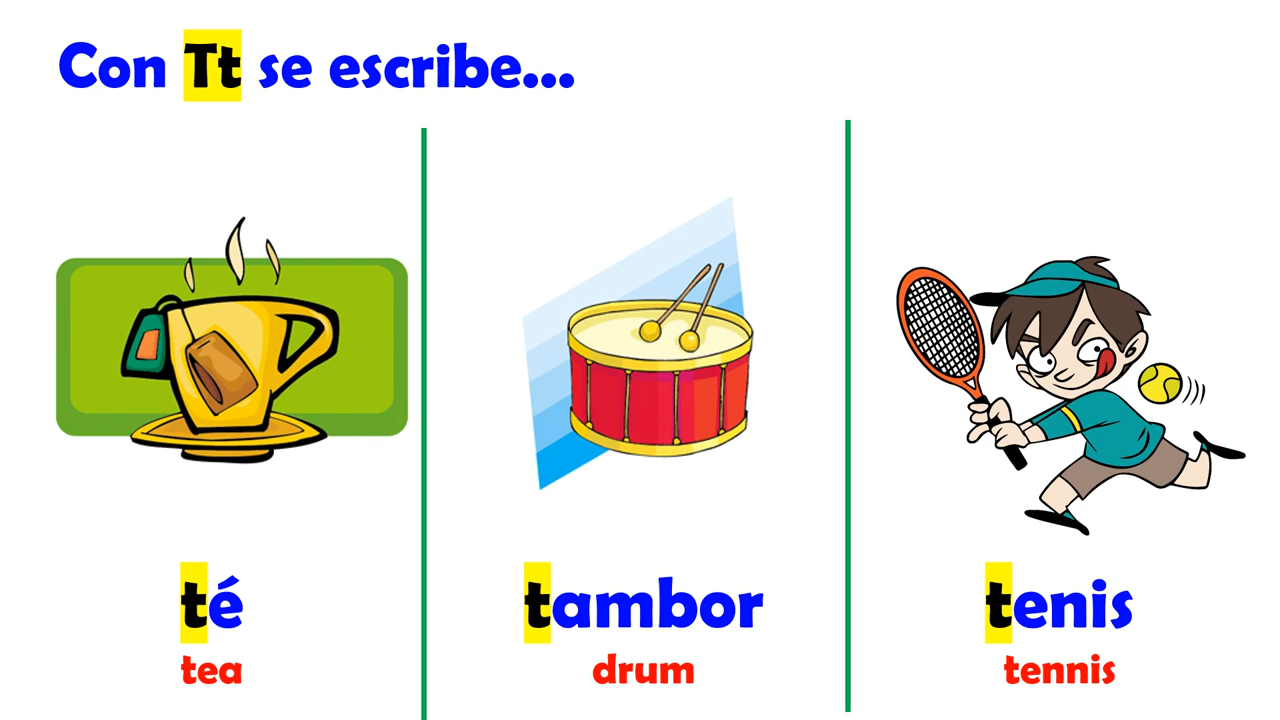 Con Tt se escribe...
té
tea
tambor
drum
tenis
tennis